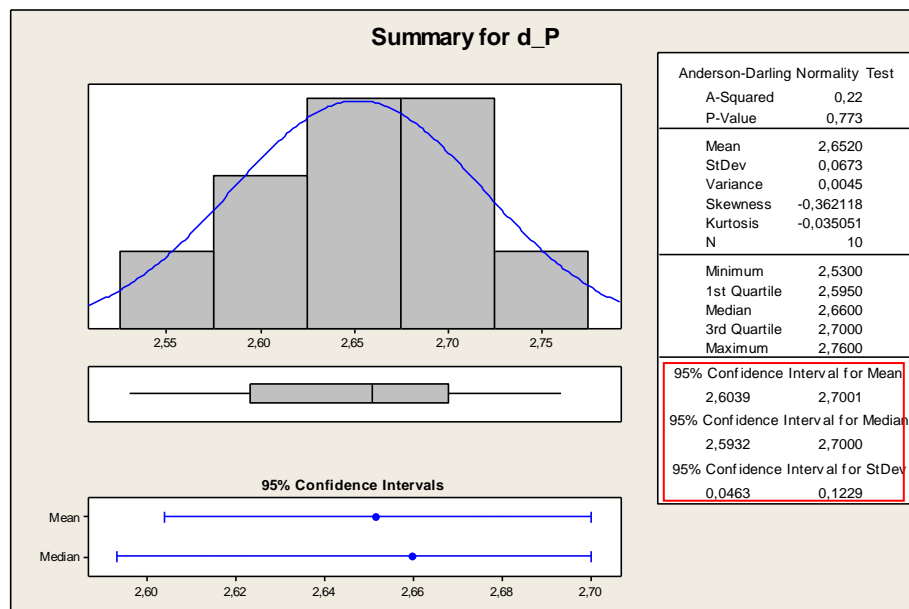 Summary for d_P
2,55 2,60 2,65 2,70 2,75
95% Confidence Intervals
Mean
Median
2,60 2,62 2,64 2,66 2,68 2,70
Anderson-Darling Normality Test
A-Squared 0,22
P-Value 0,773
Mean 2,6520
StDev 0,0673
Variance 0,0045
Skewness -0,362118
Kurtosis -0,035051
N 10
Minimum 2,5300
1st Quartile 2,5950
Median 2,6600
3rd Quartile 2,7000
Maximum 2,7600
95% Confidence Interval for Mean
2,6039 2,7001
95% Confidence Interval for Median
2,5932 2,7000
95% Confidence Interval for StDev
0,0463 0,1229